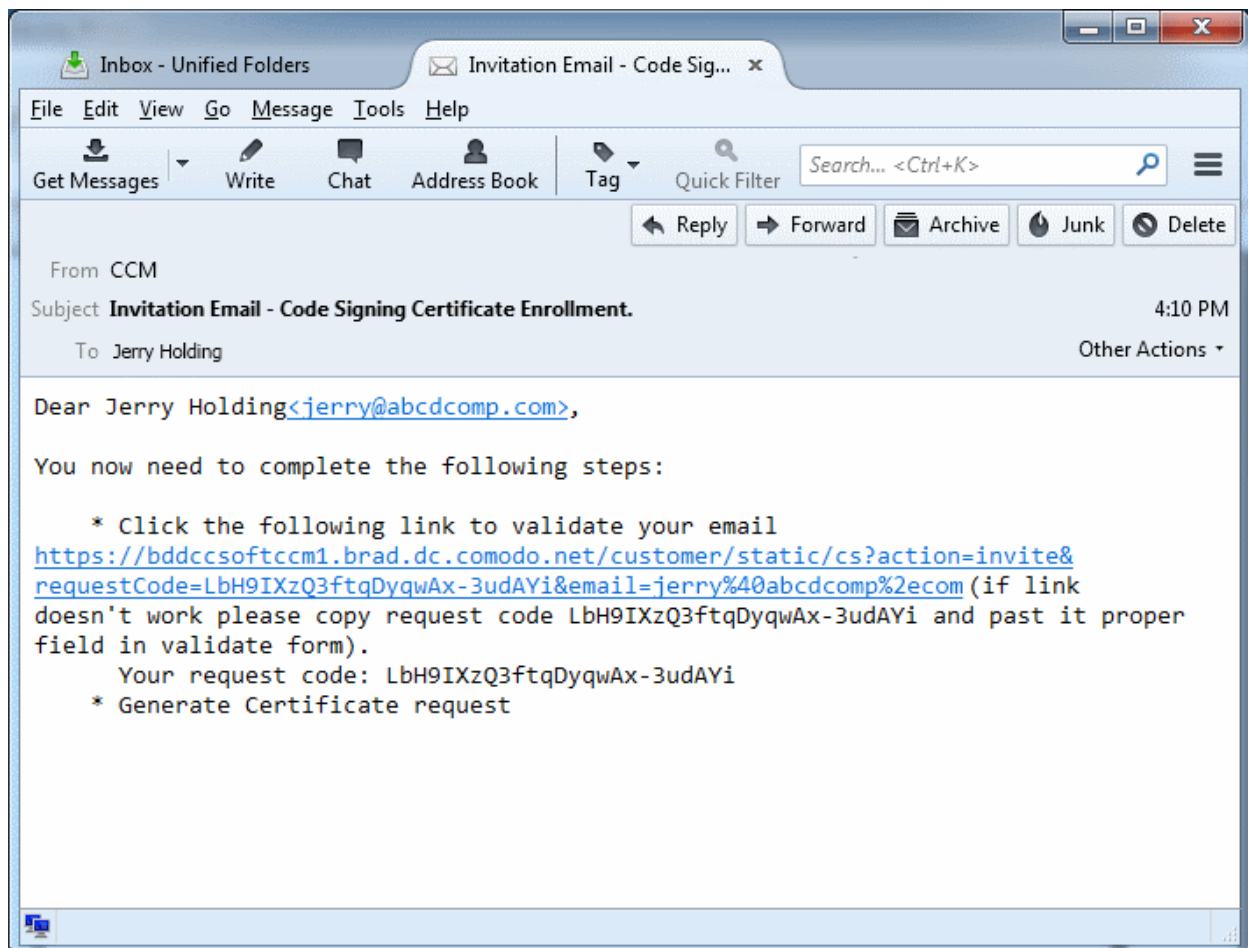 Inbox - Unified Folders
Invitation Email - Code Sig...
File Edit View Go Message Tools Help
Get Messages Write Chat Address Book Tag Quick Filter Search... <Ctrl+K>
Reply Forward Archive Junk Delete
From CCM
Subject Invitation Email - Code Signing Certificate Enrollment. 4:10 PM
To Jerry Holding Other Actions
Dear Jerry Holding<jerry@abcdcomp.com>,
You now need to complete the following steps:
* Click the following link to validate your email
https://bddccsoftccm1.brad.dc.comodo.net/customer/static/cs?action=invite&
requestCode=LbH9IXzQ3ftqDyqwAx-3udAYi&email=jerry%40abcdcomp%2ecom (if link
doesn't work please copy request code LbH9IXzQ3ftqDyqwAx-3udAYi and past it proper
field in validate form).
Your request code: LbH9IXzQ3ftqDyqwAx-3udAYi
* Generate Certificate request